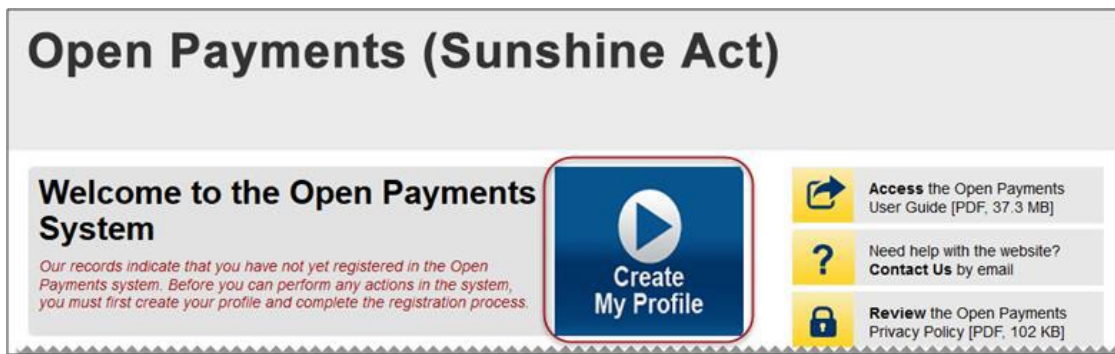 Open Payments (Sunshine Act)
Welcome to the Open Payments
System
Our records indicate that you have not yet registered in the Open
Payments system. Before you can perform any actions in the system,
you must first create your profile and complete the registration process.
Create
My Profile
Access the Open Payments
User Guide [PDF, 37.3 MB]
?
Need help with the website?
Contact Us by email
Review the Open Payments
Privacy Policy [PDF, 102 KB]